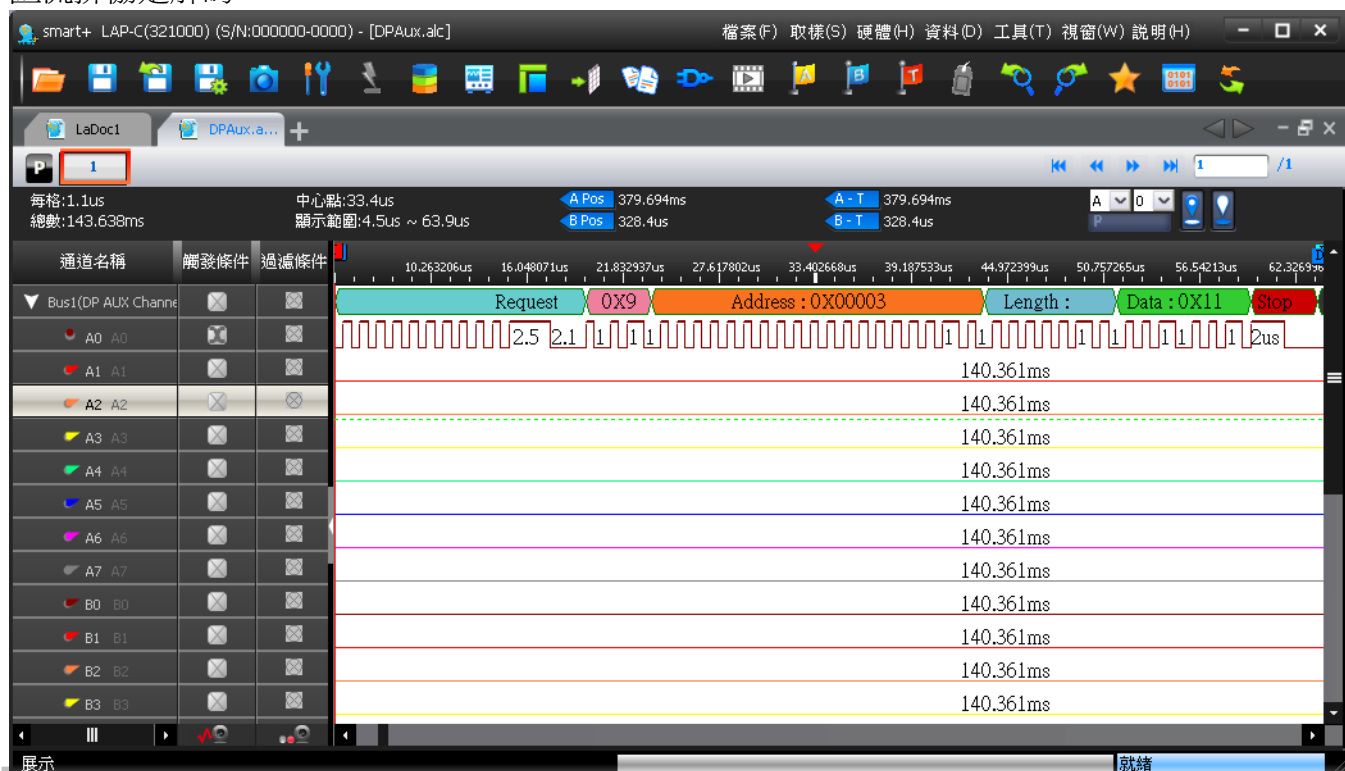 smart+ LAP-C(321000) (S/N:000000-0000) - [DPAux.alc] 檔案(F) 取樣(S) 硬體(H) 資料(D) 工具(T) 視窗(W) 説明(H)
LaDoc1 DPAux.a...
P 1 1 /1
每格:1.1us 中心點:33.4us A Pos 379.694ms A - T 379.694ms A 0
總數:143.638ms 顯示範圍:4.5us ~ 63.9us B Pos 328.4us B - T 328.4us P
通道名稱 觸發條件 過濾條件 10.263206us 16.048071us 21.832937us 27.617802us 33.402668us 39.187533us 44.972399us 50.757265us 56.54213us
Bus1(DP AUX Channe Request 0X9 Address : 0X00003 Length : Data : 0X11 Stop
A0 A0 2.5 2.1 1 1 1 1 1 1 1 1 1 2us
A1 A1 140.361ms
A2 A2 140.361ms
A3 A3 140.361ms
A4 A4 140.361ms
A5 A5 140.361ms
A6 A6 140.361ms
A7 A7 140.361ms
B0 B0 140.361ms
B1 B1 140.361ms
B2 B2 140.361ms
B3 B3 140.361ms
展示 就緒